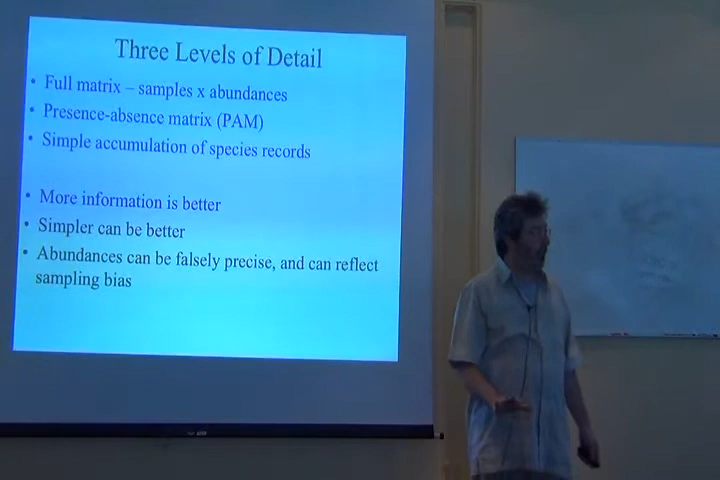 Three Levels of Detail
• Full matrix – samples x abundances
• Presence-absence matrix (PAM)
• Simple accumulation of species records
• More information is better
• Simpler can be better
• Abundances can be falsely precise, and can reflect
sampling bias